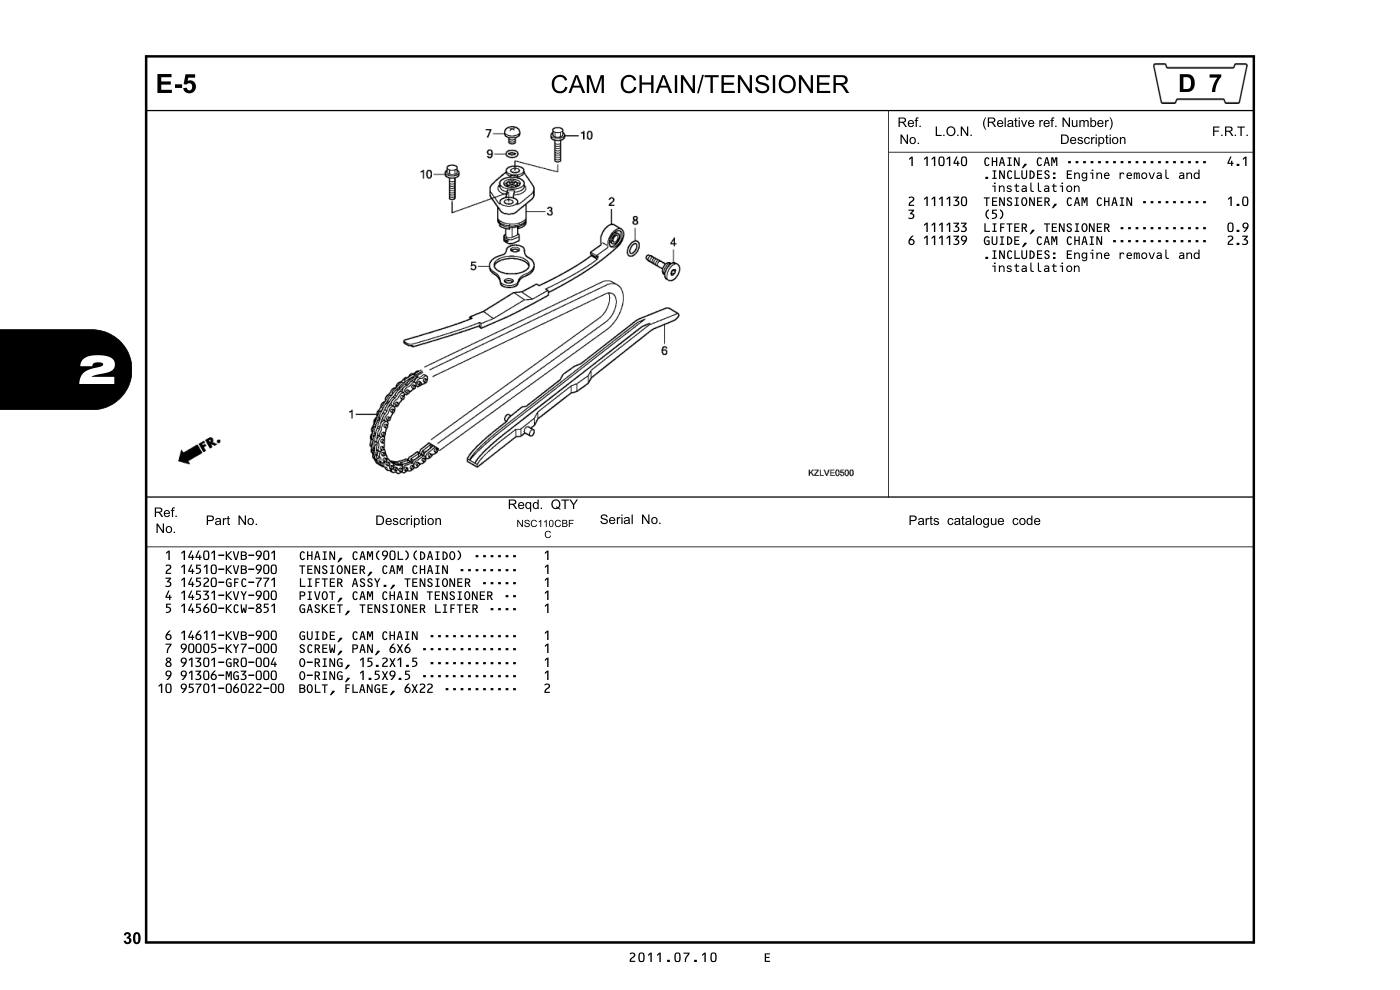 E-5
CAM CHAIN/TENSIONER
D 7
7
10
9
10
3
2
8
4
5
6
1
FR.
KZLVE0500
Ref. No. L.O.N. (Relative ref. Number) Description F.R.T.
1 110140 CHAIN, CAM ------------------- 4.1
.INCLUDES: Engine removal and
installation
2 111130 TENSIONER, CAM CHAIN --------- 1.0
3 (5)
111133 LIFTER, TENSIONER ------------ 0.9
6 111139 GUIDE, CAM CHAIN ------------- 2.3
.INCLUDES: Engine removal and
installation
2
Ref. No. Part No. Description Reqd. QTY NSC110CBF C Serial No. Parts catalogue code
1 14401-KVB-901 CHAIN, CAM(90L)(DAIDO) ------ 1
2 14510-KVB-900 TENSIONER, CAM CHAIN -------- 1
3 14520-GFC-771 LIFTER ASSY., TENSIONER ----- 1
4 14531-KVY-900 PIVOT, CAM CHAIN TENSIONER -- 1
5 14560-KCW-851 GASKET, TENSIONER LIFTER ---- 1
6 14611-KVB-900 GUIDE, CAM CHAIN ------------ 1
7 90005-KY7-000 SCREW, PAN, 6X6 ------------- 1
8 91301-GR0-004 O-RING, 15.2X1.5 ------------ 1
9 91306-MG3-000 O-RING, 1.5X9.5 ------------- 1
10 95701-06022-00 BOLT, FLANGE, 6X22 ---------- 2
30
2011.07.10 E